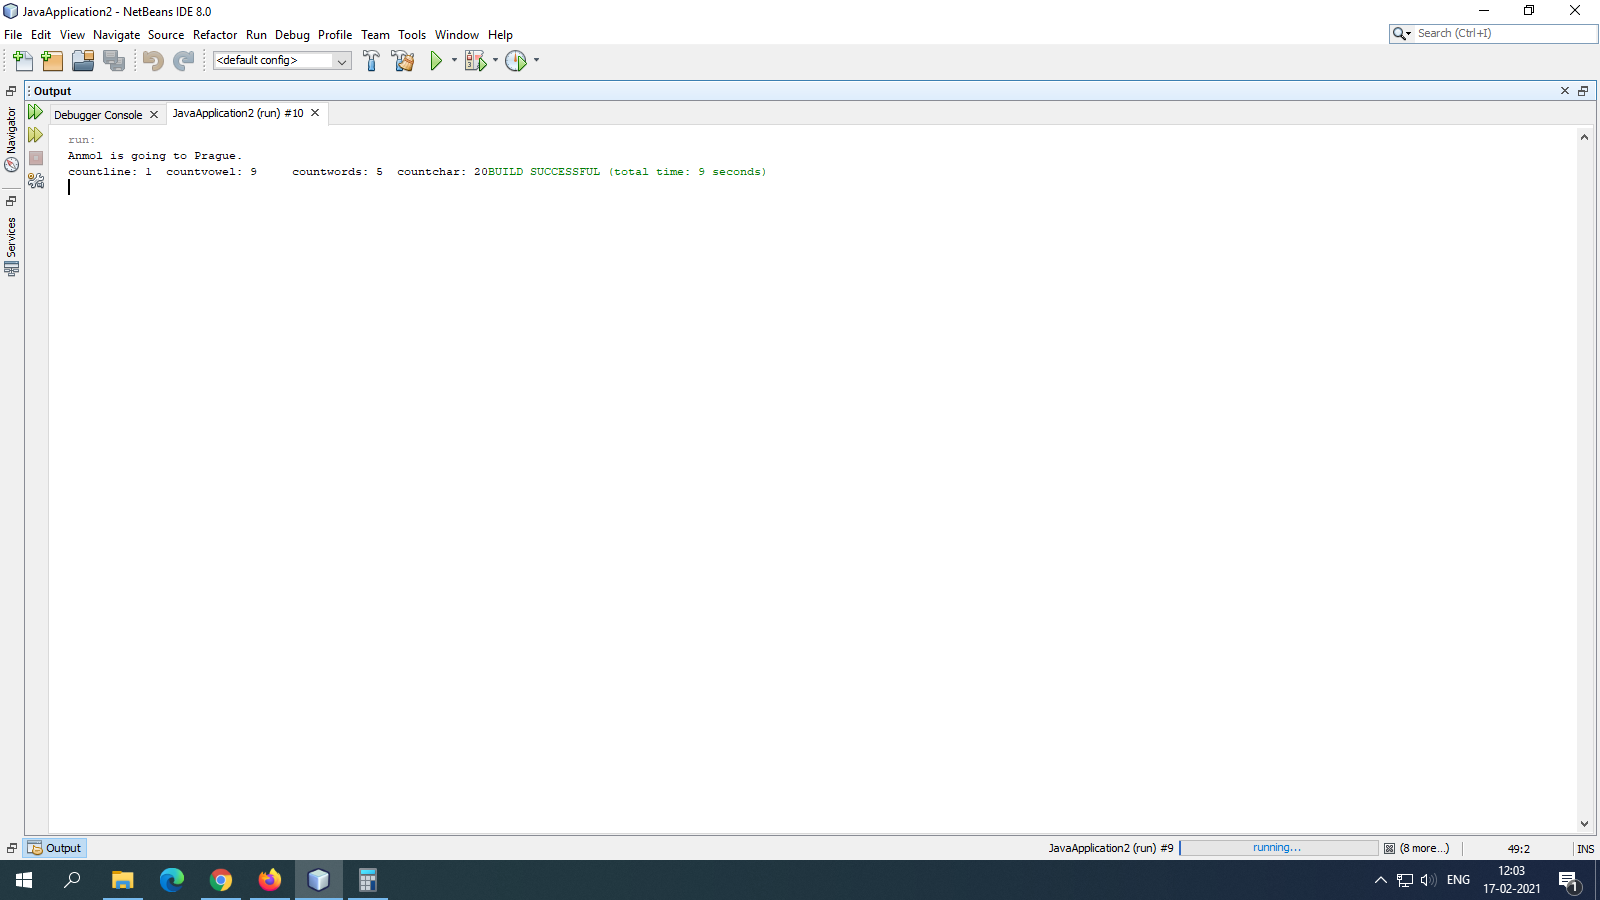 JavaApplication2 - NetBeans IDE 8.0
File Edit View Navigate Source Refactor Run Debug Profile Team Tools Window Help
Search (Ctrl+I)
<default config>
Output
Navigator
Services
Debugger Console JavaApplication2 (run) #10
run:
Anmol is going to Prague.
countline: 1 countvowel: 9 countwords: 5 countchar: 20BUILD SUCCESSFUL (total time: 9 seconds)
Output
JavaApplication2 (run) #9 running... (8 more...) 49:2 INS
ENG
12:03
17-02-2021
1